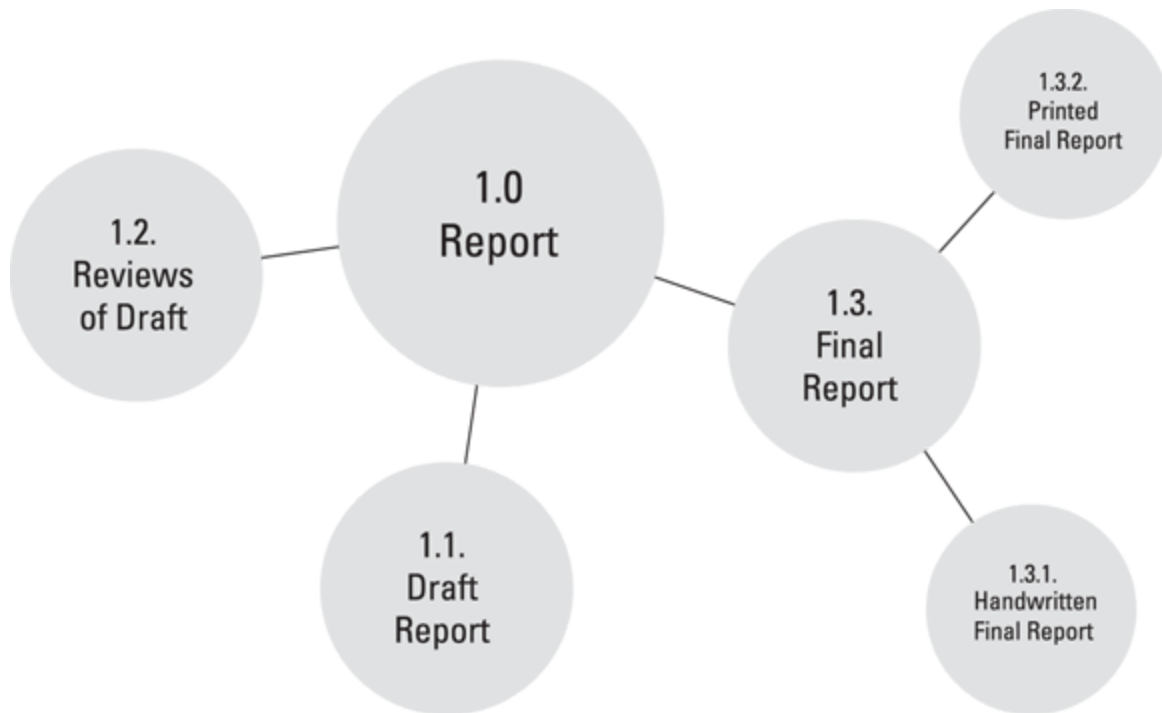 1.0
Report
1.2.
Reviews
of Draft
1.1.
Draft
Report
1.3.
Final
Report
1.3.2.
Printed
Final Report
1.3.1.
Handwritten
Final Report